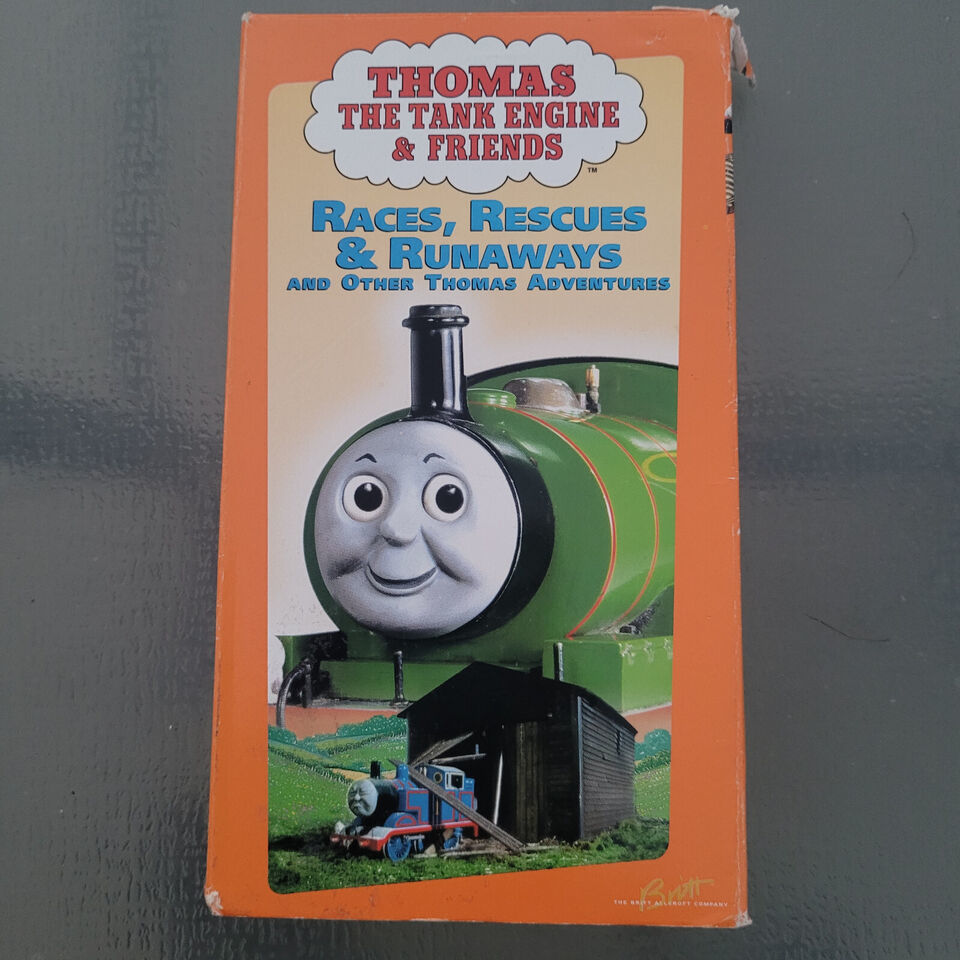 THOMAS
THE TANK ENGINE
& FRIENDS
™
RACES, RESCUES
& RUNAWAYS
AND OTHER THOMAS ADVENTURES
Britt
THE BRITT ALLCROFT COMPANY